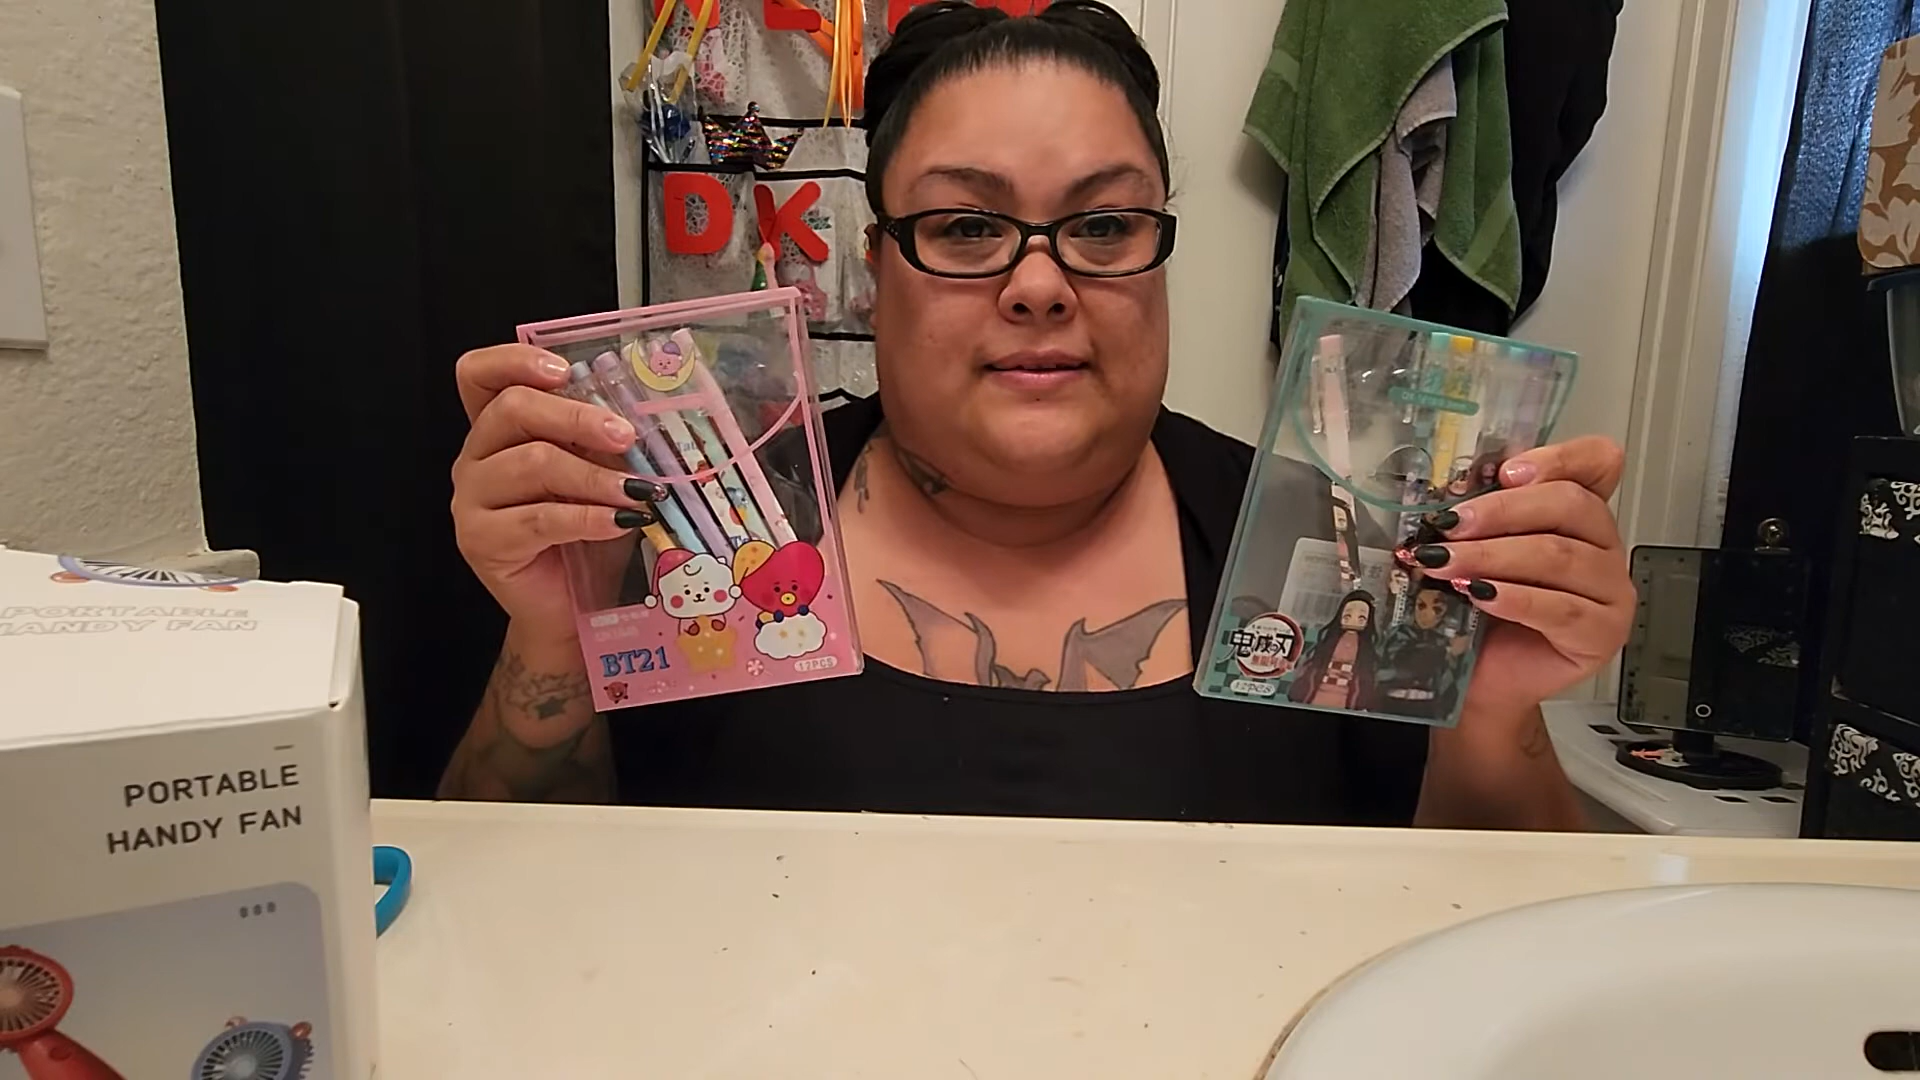 DK
BT21
12PCS
鬼滅の刃
12PCS
PORTABLE
HANDY FAN
PORTABLE
HANDY FAN